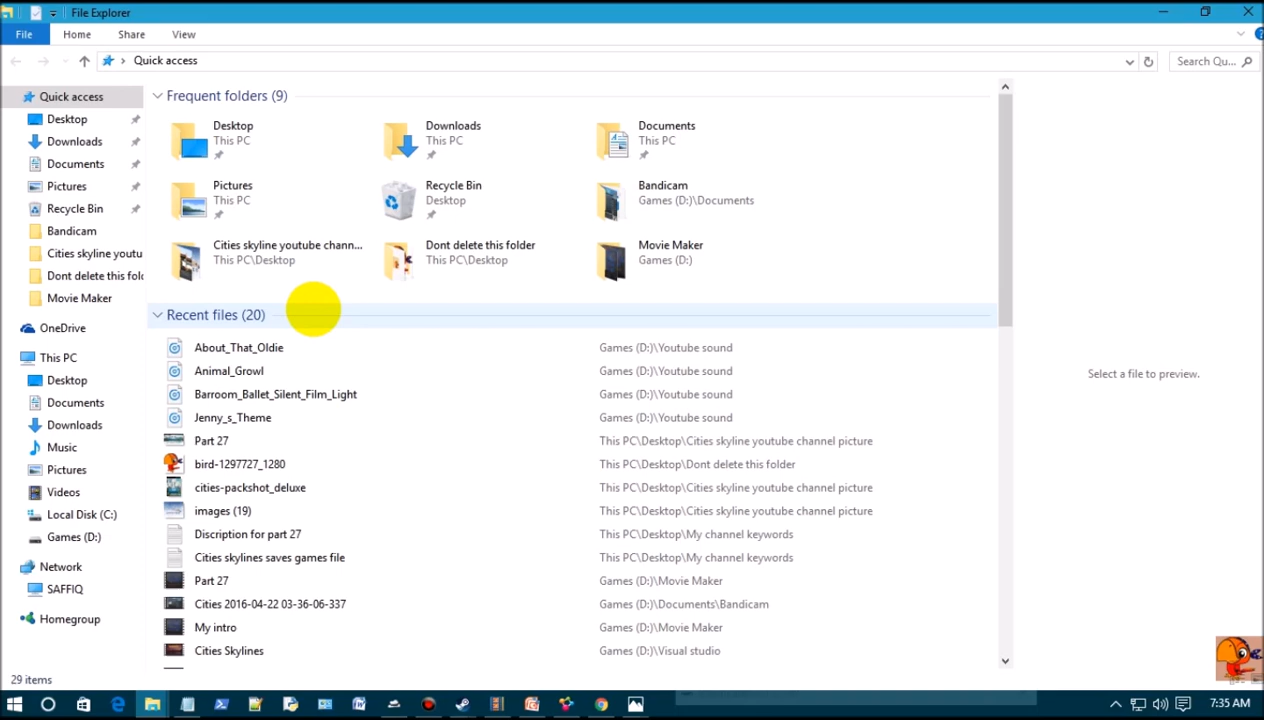 File Explorer
File Home Share View
Quick access
Search Qu...
Quick access
Desktop
Downloads
Documents
Pictures
Recycle Bin
Bandicam
Cities skyline youtu
Dont delete this fol
Movie Maker
OneDrive
This PC
Desktop
Documents
Downloads
Music
Pictures
Videos
Local Disk (C:)
Games (D:)
Network
SAFFIQ
Homegroup
Frequent folders (9)
Desktop
This PC
Downloads
This PC
Documents
This PC
Pictures
This PC
Recycle Bin
Desktop
Bandicam
Games (D:)\Documents
Cities skyline youtube chann...
This PC\Desktop
Dont delete this folder
This PC\Desktop
Movie Maker
Games (D:)
Recent files (20)
About_That_Oldie Games (D:)\Youtube sound
Animal_Growl Games (D:)\Youtube sound
Barroom_Ballet_Silent_Film_Light Games (D:)\Youtube sound
Jenny_s_Theme Games (D:)\Youtube sound
Part 27 This PC\Desktop\Cities skyline youtube channel picture
bird-1297727_1280 This PC\Desktop\Dont delete this folder
cities-packshot_deluxe This PC\Desktop\Cities skyline youtube channel picture
images (19) This PC\Desktop\Cities skyline youtube channel picture
Discription for part 27 This PC\Desktop\My channel keywords
Cities skylines saves games file This PC\Desktop\My channel keywords
Part 27 Games (D:)\Movie Maker
Cities 2016-04-22 03-36-06-337 Games (D:)\Documents\Bandicam
My intro Games (D:)\Movie Maker
Cities Skylines Games (D:)\Visual studio
Select a file to preview.
29 items
7:35 AM